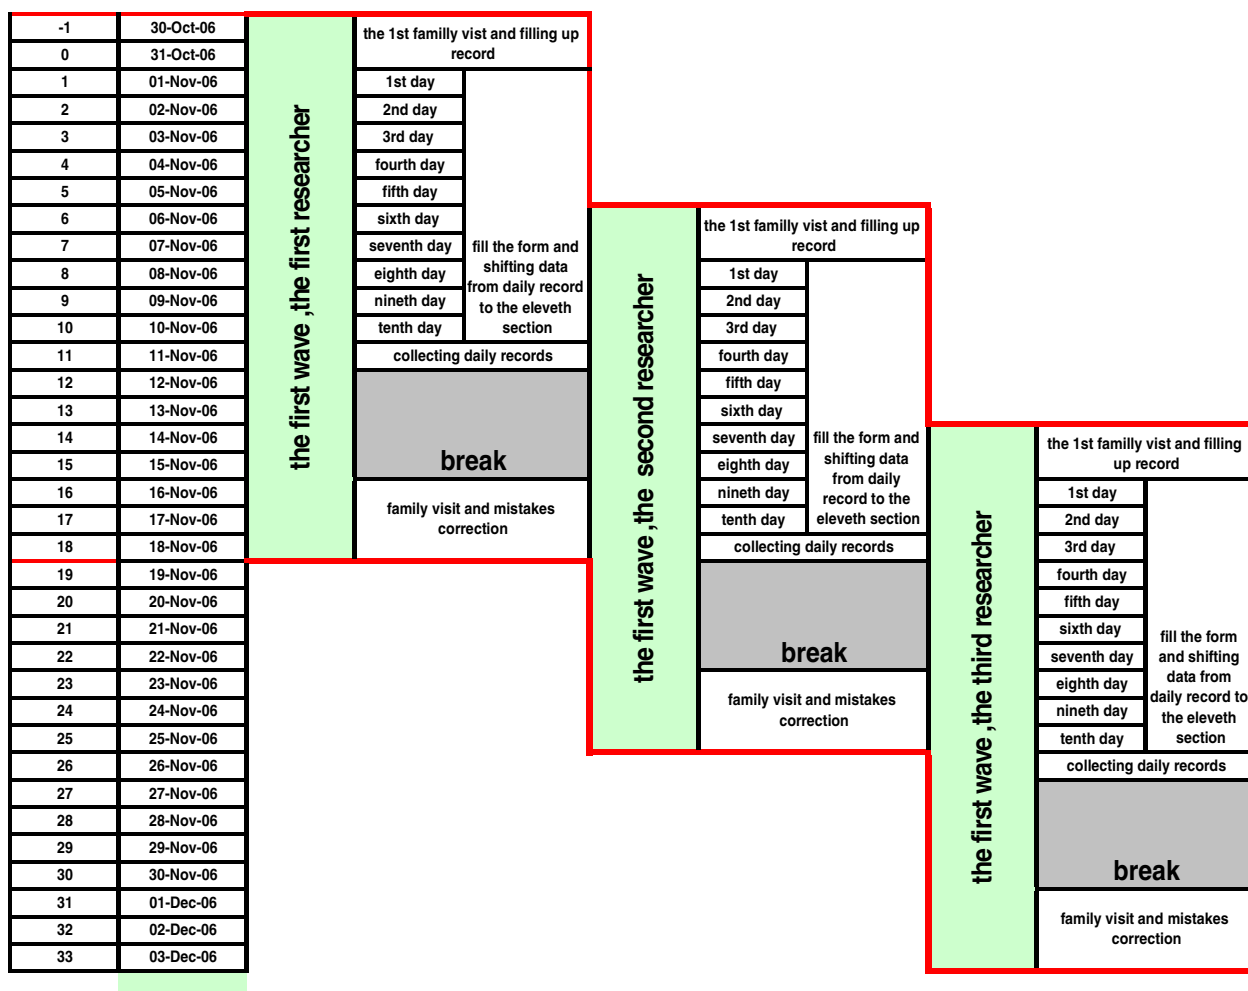 -1 30-Oct-06
0 31-Oct-06
1 01-Nov-06
2 02-Nov-06
3 03-Nov-06
4 04-Nov-06
5 05-Nov-06
6 06-Nov-06
7 07-Nov-06
8 08-Nov-06
9 09-Nov-06
10 10-Nov-06
11 11-Nov-06
12 12-Nov-06
13 13-Nov-06
14 14-Nov-06
15 15-Nov-06
16 16-Nov-06
17 17-Nov-06
18 18-Nov-06
19 19-Nov-06
20 20-Nov-06
21 21-Nov-06
22 22-Nov-06
23 23-Nov-06
24 24-Nov-06
25 25-Nov-06
26 26-Nov-06
27 27-Nov-06
28 28-Nov-06
29 29-Nov-06
30 30-Nov-06
31 01-Dec-06
32 02-Dec-06
33 03-Dec-06
the first wave ,the first researcher
the 1st familly vist and filling up
record
1st day
2nd day
3rd day
fourth day
fifth day
sixth day
seventh day
eighth day
nineth day
tenth day
fill the form and
shifting data
from daily record
to the eleveth
section
collecting daily records
break
family visit and mistakes
correction
the first wave ,the second researcher
the 1st familly vist and filling up
record
1st day
2nd day
3rd day
fourth day
fifth day
sixth day
seventh day
eighth day
nineth day
tenth day
fill the form and
shifting data
from daily
record to the
eleveth section
collecting daily records
break
family visit and mistakes
correction
the first wave ,the third researcher
the 1st familly vist and filling
up record
1st day
2nd day
3rd day
fourth day
fifth day
sixth day
seventh day
eighth day
nineth day
tenth day
fill the form
and shifting
data from
daily record to
the eleveth
section
collecting daily records
break
family visit and mistakes
correction